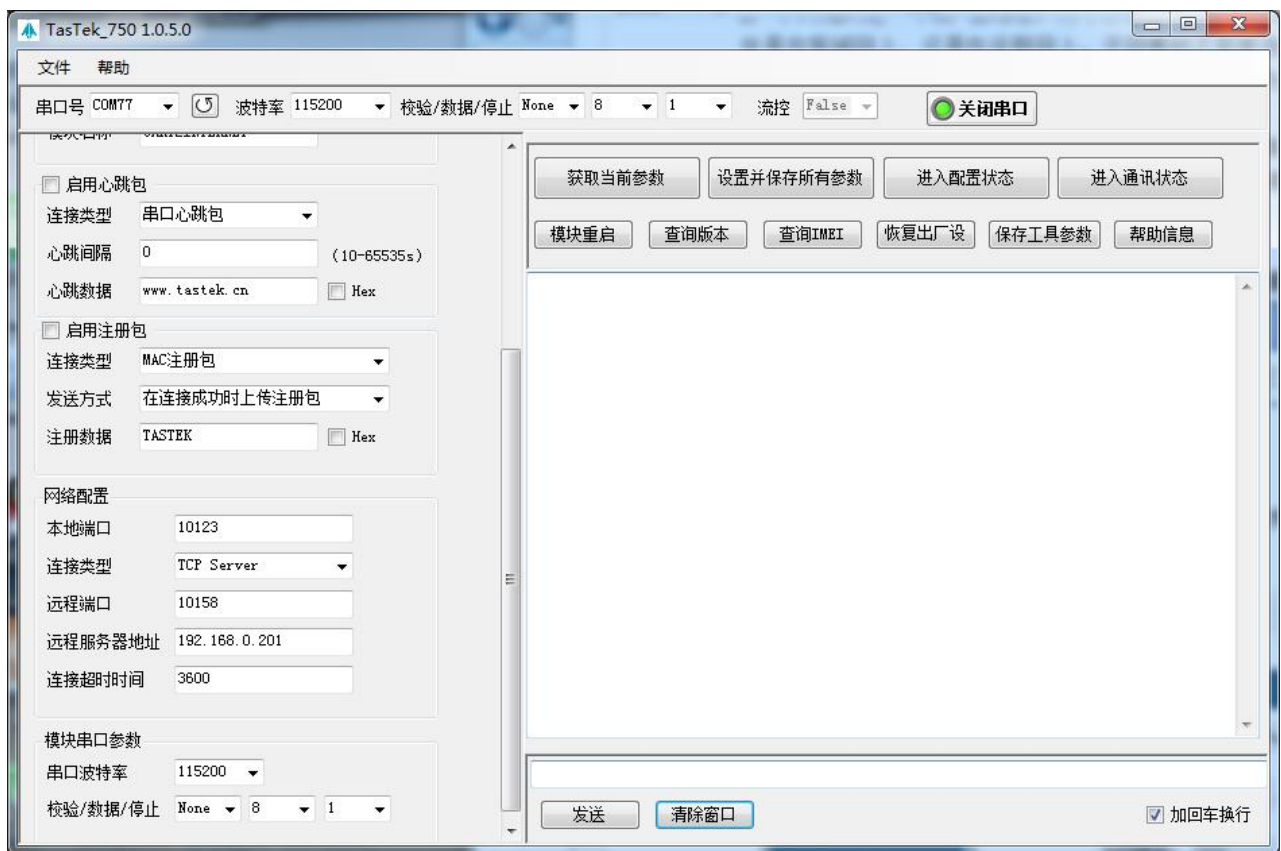 TasTek_750 1.0.5.0
文件 帮助
串口号 COM77 波特率 115200 校验/数据/停止 None 8 1 流控 False 关闭串口
模块名称
启用心跳包
连接类型 串口心跳包
心跳间隔 0 (10-65535s)
心跳数据 www.tastek.cn Hex
启用注册包
连接类型 MAC注册包
发送方式 在连接成功时上传注册包
注册数据 TASTEK Hex
网络配置
本地端口 10123
连接类型 TCP Server
远程端口 10158
远程服务器地址 192.168.0.201
连接超时时间 3600
模块串口参数
串口波特率 115200
校验/数据/停止 None 8 1
获取当前参数 设置并保存所有参数 进入配置状态 进入通讯状态
模块重启 查询版本 查询IMEI 恢复出厂设 保存工具参数 帮助信息
发送 清除窗口 加回车换行